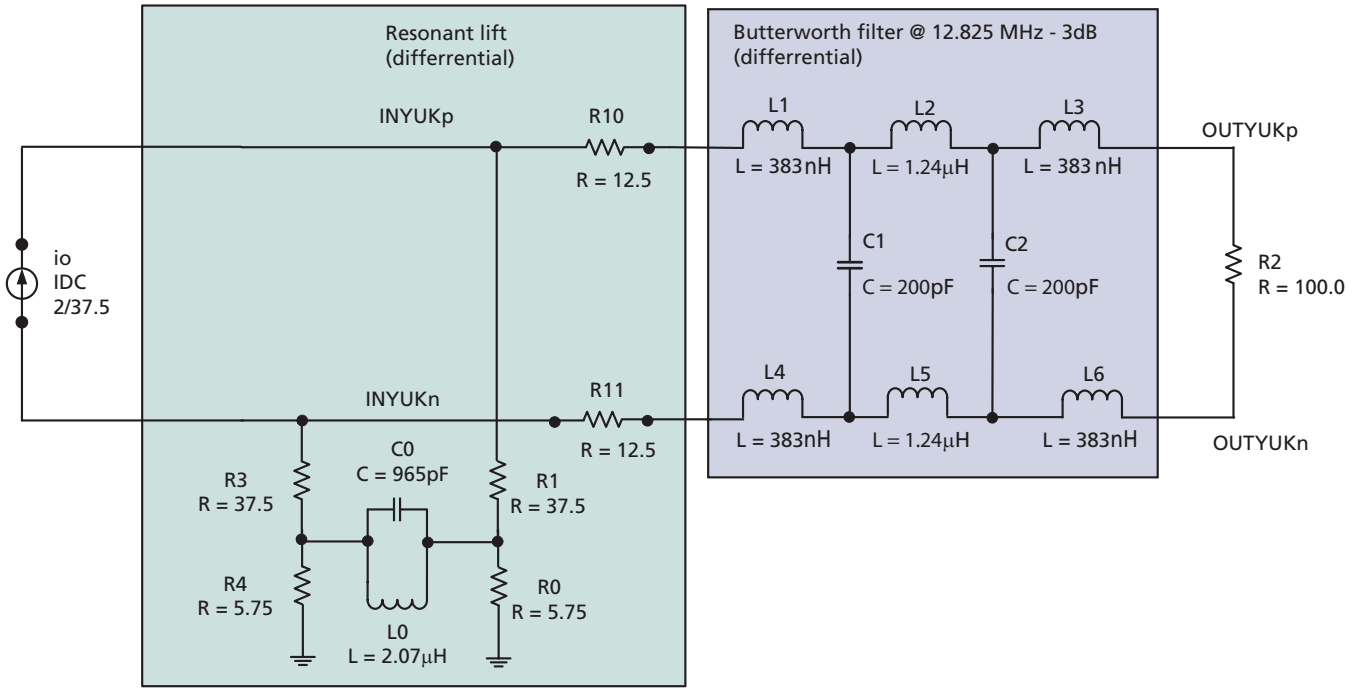 Resonant lift
(differrential)
Butterworth filter @ 12.825 MHz - 3dB
(differrential)
INYUKp
R10
R = 12.5
L1
L = 383nH
L2
L = 1.24μH
L3
L = 383 nH
OUTYUKp
io
IDC
2/37.5
C1
C = 200pF
C2
C = 200pF
R2
R = 100.0
INYUKn
R11
R = 12.5
L4
L = 383nH
L5
L = 1.24μH
L6
L = 383nH
OUTYUKn
R3
R = 37.5
C0
C = 965pF
R1
R = 37.5
R4
R = 5.75
R0
R = 5.75
L0
L = 2.07μH